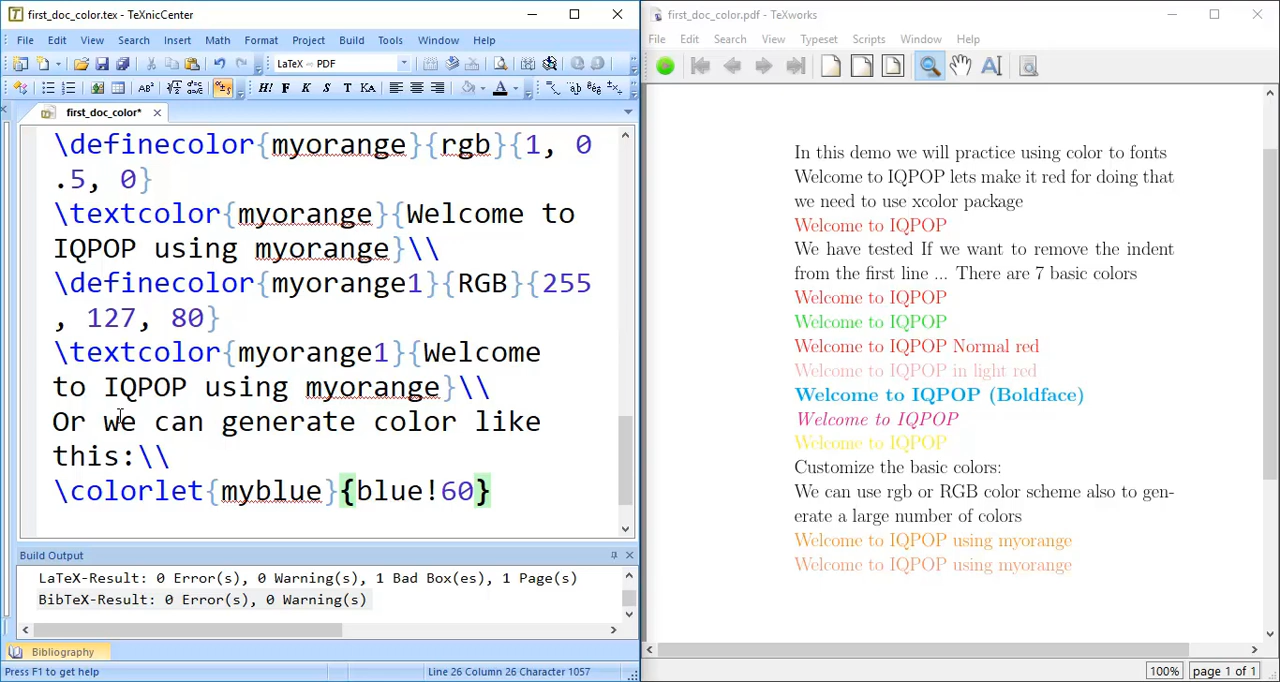 first_doc_color.tex - TeXnicCenter
File Edit View Search Insert Math Format Project Build Tools Window Help
LaTeX → PDF
first_doc_color*
\definecolor{myorange}{rgb}{1, 0
.5, 0}
\textcolor{myorange}{Welcome to
IQPOP using myorange}\\
\definecolor{myorange1}{RGB}{255
, 127, 80}
\textcolor{myorange1}{Welcome
to IQPOP using myorange}\\
Or we can generate color like
this:\\
\colorlet{myblue}{blue!60}
Build Output
LaTeX-Result: 0 Error(s), 0 Warning(s), 1 Bad Box(es), 1 Page(s)
BibTeX-Result: 0 Error(s), 0 Warning(s)
Bibliography
Press F1 to get help
Line 26 Column 26 Character 1057
first_doc_color.pdf - TeXworks
File Edit Search View Typeset Scripts Window Help
In this demo we will practice using color to fonts
Welcome to IQPOP lets make it red for doing that
we need to use xcolor package
Welcome to IQPOP
We have tested If we want to remove the indent
from the first line ... There are 7 basic colors
Welcome to IQPOP
Welcome to IQPOP
Welcome to IQPOP Normal red
Welcome to IQPOP in light red
Welcome to IQPOP (Boldface)
Welcome to IQPOP
Welcome to IQPOP
Customize the basic colors:
We can use rgb or RGB color scheme also to gen-
erate a large number of colors
Welcome to IQPOP using myorange
Welcome to IQPOP using myorange
100% page 1 of 1